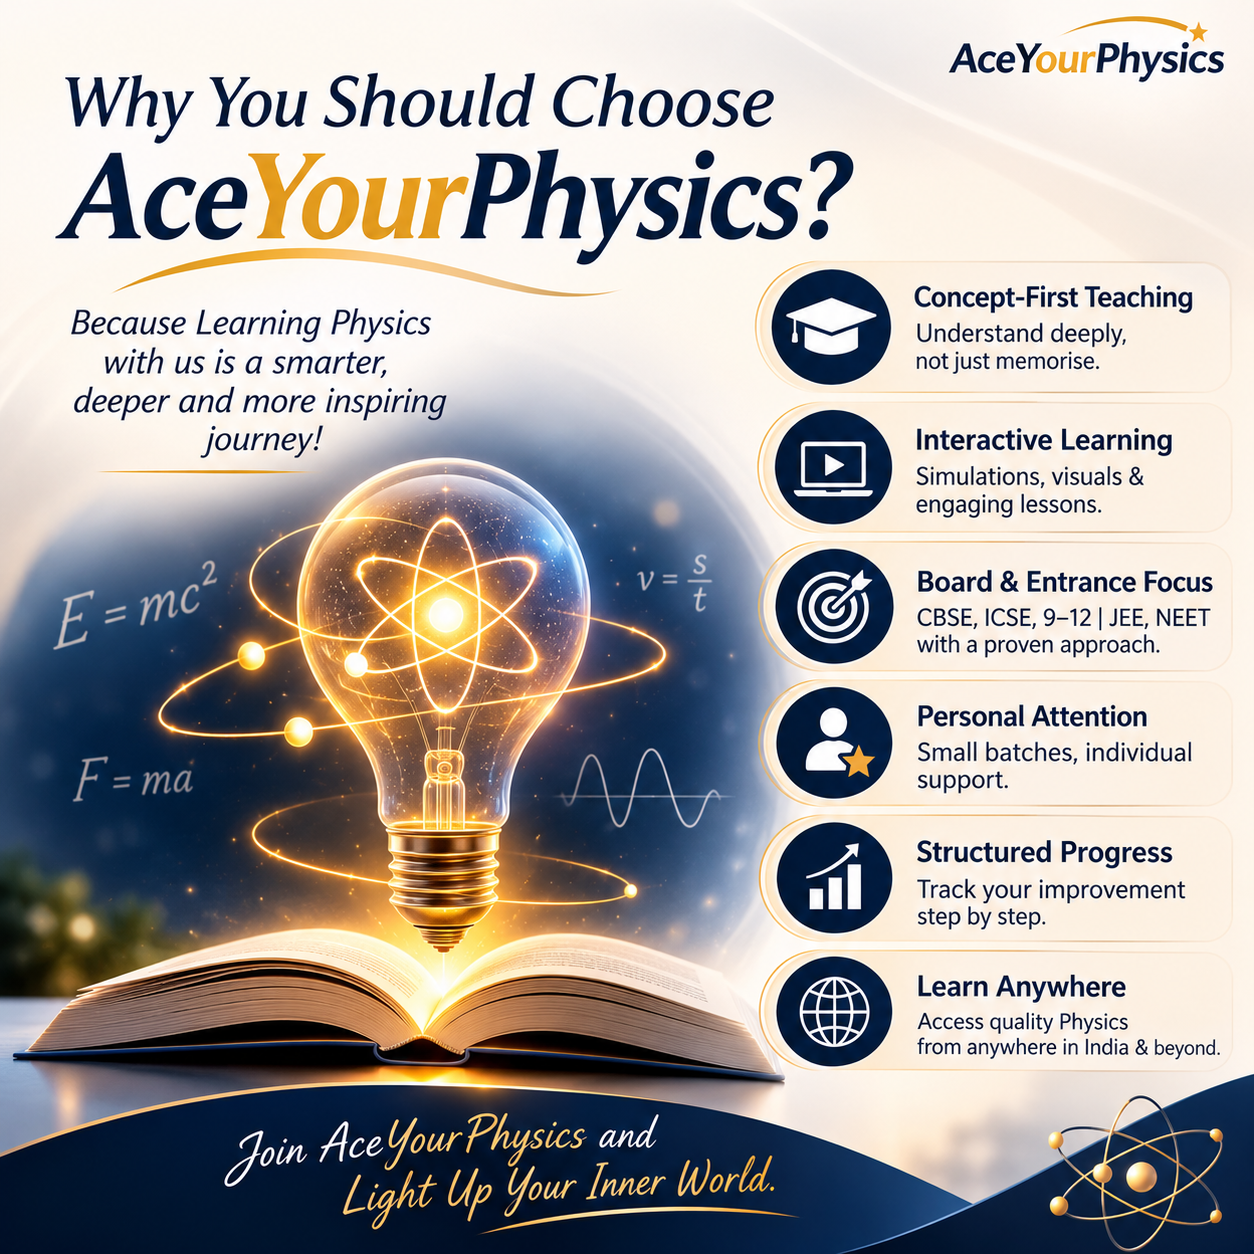 AceYourPhysics
Why You Should Choose
AceYourPhysics?
Because Learning Physics
with us is a smarter,
deeper and more inspiring
journey!
E = mc²
v = s/t
F = ma
Concept-First Teaching
Understand deeply,
not just memorise.
Interactive Learning
Simulations, visuals &
engaging lessons.
Board & Entrance Focus
CBSE, ICSE, 9–12 | JEE, NEET
with a proven approach.
Personal Attention
Small batches, individual
support.
Structured Progress
Track your improvement
step by step.
Learn Anywhere
Access quality Physics
from anywhere in India & beyond.
Join AceYourPhysics and
Light Up Your Inner World.